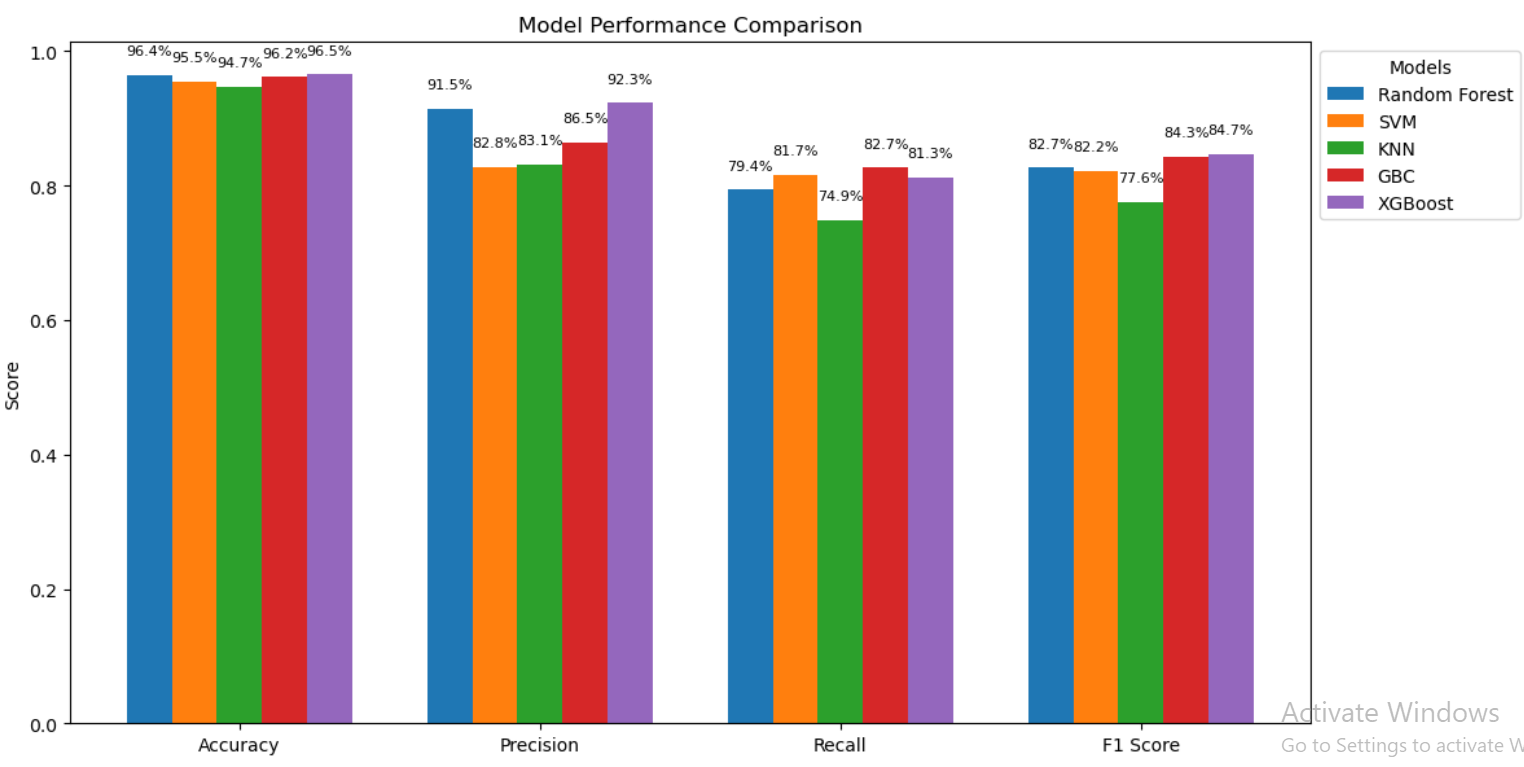 Model Performance Comparison
96.4% 95.5% 94.7% 96.2% 96.5%
91.5% 82.8% 83.1% 86.5% 92.3%
79.4% 81.7% 74.9% 82.7% 81.3%
82.7% 82.2% 77.6% 84.3% 84.7%
1.0
0.8
0.6
0.4
0.2
0.0
Score
Accuracy Precision Recall F1 Score
Models
Random Forest
SVM
KNN
GBC
XGBoost
Activate Windows
Go to Settings to activate W